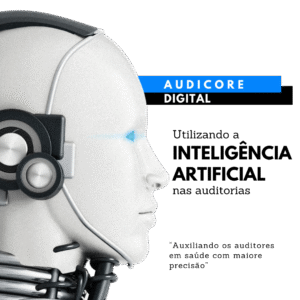 AUDICORE
DIGITAL
Utilizando a
INTELIGÊNCIA
ARTIFICIAL
nas auditorias
"Auxiliando os auditores
em saúde com maiore
precisão"